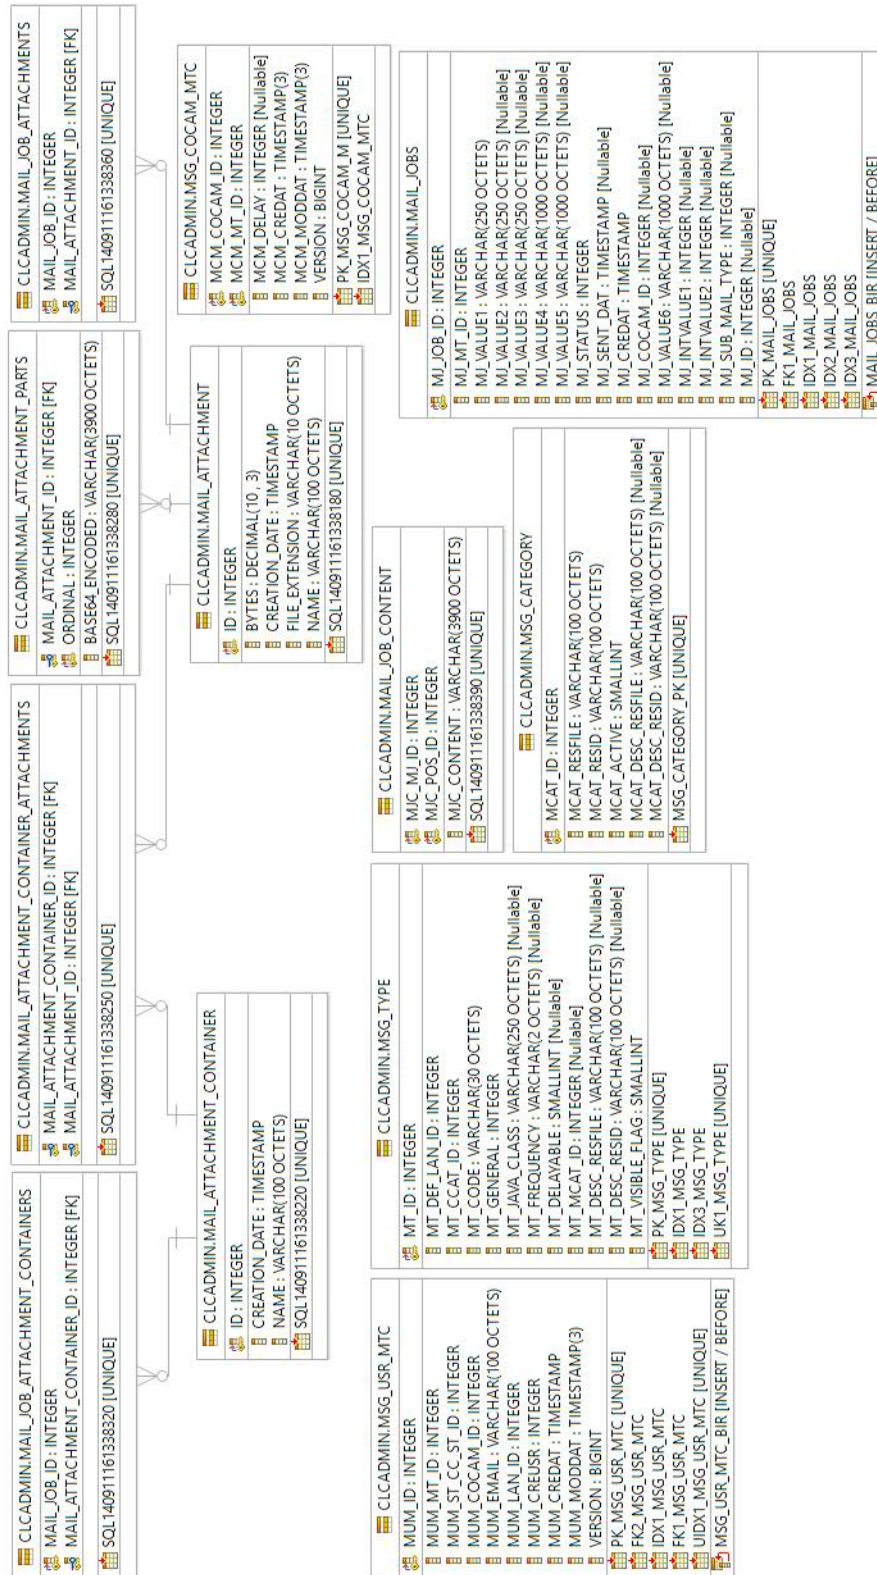 CLCADMIN.MAIL_JOB_ATTACHMENT_CONTAINERS
MAIL_JOB_ID : INTEGER
MAIL_ATTACHMENT_CONTAINER_ID : INTEGER [FK]
SQL140911161338320 [UNIQUE]
CLCADMIN.MAIL_ATTACHMENT_CONTAINER_ATTACHMENTS
MAIL_ATTACHMENT_CONTAINER_ID : INTEGER [FK]
MAIL_ATTACHMENT_ID : INTEGER [FK]
SQL140911161338250 [UNIQUE]
CLCADMIN.MAIL_ATTACHMENT_PARTS
MAIL_ATTACHMENT_ID : INTEGER [FK]
ORDINAL : INTEGER
BASE64_ENCODED : VARCHAR(3900 OCTETS)
SQL140911161338280 [UNIQUE]
CLCADMIN.MAIL_JOB_ATTACHMENTS
MAIL_JOB_ID : INTEGER
MAIL_ATTACHMENT_ID : INTEGER [FK]
SQL140911161338360 [UNIQUE]
CLCADMIN.MAIL_ATTACHMENT_CONTAINER
ID : INTEGER
CREATION_DATE : TIMESTAMP
NAME : VARCHAR(100 OCTETS)
SQL140911161338220 [UNIQUE]
CLCADMIN.MAIL_ATTACHMENT
ID : INTEGER
BYTES : DECIMAL(10 , 3)
CREATION_DATE : TIMESTAMP
FILE_EXTENSION : VARCHAR(10 OCTETS)
NAME : VARCHAR(100 OCTETS)
SQL140911161338180 [UNIQUE]
CLCADMIN.MSG_COCAM_MTC
MCM_COCAM_ID : INTEGER
MCM_MT_ID : INTEGER
MCM_DELAY : INTEGER [Nullable]
MCM_CREDAT : TIMESTAMP(3)
MCM_MODDAT : TIMESTAMP(3)
VERSION : BIGINT
PK_MSG_COCAM_M [UNIQUE]
IDX1_MSG_COCAM_MTC
CLCADMIN.MSG_USR_MTC
MUM_ID : INTEGER
MUM_MT_ID : INTEGER
MUM_ST_CC_ST_ID : INTEGER
MUM_COCAM_ID : INTEGER
MUM_EMAIL : VARCHAR(100 OCTETS)
MUM_LAN_ID : INTEGER
MUM_CREUSR : INTEGER
MUM_CREDAT : TIMESTAMP
MUM_MODDAT : TIMESTAMP(3)
VERSION : BIGINT
PK_MSG_USR_MTC [UNIQUE]
FK2_MSG_USR_MTC
IDX1_MSG_USR_MTC
FK1_MSG_USR_MTC
UIDX1_MSG_USR_MTC [UNIQUE]
MSG_USR_MTC_BIR [INSERT / BEFORE]
CLCADMIN.MSG_TYPE
MT_ID : INTEGER
MT_DEF_LAN_ID : INTEGER
MT_CCAT_ID : INTEGER
MT_CODE : VARCHAR(30 OCTETS)
MT_GENERAL : INTEGER
MT_JAVA_CLASS : VARCHAR(250 OCTETS) [Nullable]
MT_FREQUENCY : VARCHAR(2 OCTETS) [Nullable]
MT_DELAYABLE : SMALLINT [Nullable]
MT_MCAT_ID : INTEGER [Nullable]
MT_DESC_RESFILE : VARCHAR(100 OCTETS) [Nullable]
MT_DESC_RESID : VARCHAR(100 OCTETS) [Nullable]
MT_VISIBLE_FLAG : SMALLINT
PK_MSG_TYPE [UNIQUE]
IDX1_MSG_TYPE
IDX3_MSG_TYPE
UK1_MSG_TYPE [UNIQUE]
CLCADMIN.MAIL_JOB_CONTENT
MJC_MJ_ID : INTEGER
MJC_POS_ID : INTEGER
MJC_CONTENT : VARCHAR(3900 OCTETS)
SQL140911161338390 [UNIQUE]
CLCADMIN.MSG_CATEGORY
MCAT_ID : INTEGER
MCAT_RESFILE : VARCHAR(100 OCTETS)
MCAT_RESID : VARCHAR(100 OCTETS)
MCAT_ACTIVE : SMALLINT
MCAT_DESC_RESFILE : VARCHAR(100 OCTETS) [Nullable]
MCAT_DESC_RESID : VARCHAR(100 OCTETS) [Nullable]
MSG_CATEGORY_PK [UNIQUE]
CLCADMIN.MAIL_JOBS
MJ_JOB_ID : INTEGER
MJ_MT_ID : INTEGER
MJ_VALUE1 : VARCHAR(250 OCTETS)
MJ_VALUE2 : VARCHAR(250 OCTETS) [Nullable]
MJ_VALUE3 : VARCHAR(250 OCTETS) [Nullable]
MJ_VALUE4 : VARCHAR(1000 OCTETS) [Nullable]
MJ_VALUE5 : VARCHAR(1000 OCTETS) [Nullable]
MJ_STATUS : INTEGER
MJ_SENT_DAT : TIMESTAMP [Nullable]
MJ_CREDAT : TIMESTAMP
MJ_COCAM_ID : INTEGER [Nullable]
MJ_VALUE6 : VARCHAR(1000 OCTETS) [Nullable]
MJ_INTVALUE1 : INTEGER [Nullable]
MJ_INTVALUE2 : INTEGER [Nullable]
MJ_SUB_MAIL_TYPE : INTEGER [Nullable]
MJ_ID : INTEGER [Nullable]
PK_MAIL_JOBS [UNIQUE]
FK1_MAIL_JOBS
IDX1_MAIL_JOBS
IDX2_MAIL_JOBS
IDX3_MAIL_JOBS
MAIL_JOBS_BIR [INSERT / BEFORE]